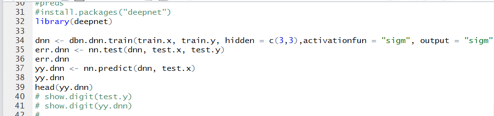 30 #preds
31 #install.packages("deepnet")
32 library(deepnet)
33
34 dnn <- dbn.dnn.train(train.x, train.y, hidden = c(3,3),activationfun = "sigm", output = "sigm"
35 err.dnn <- nn.test(dnn, test.x, test.y)
36 err.dnn
37 yy.dnn <- nn.predict(dnn, test.x)
38 yy.dnn
39 head(yy.dnn)
40 # show.digit(test.y)
41 # show.digit(yy.dnn)
42 #